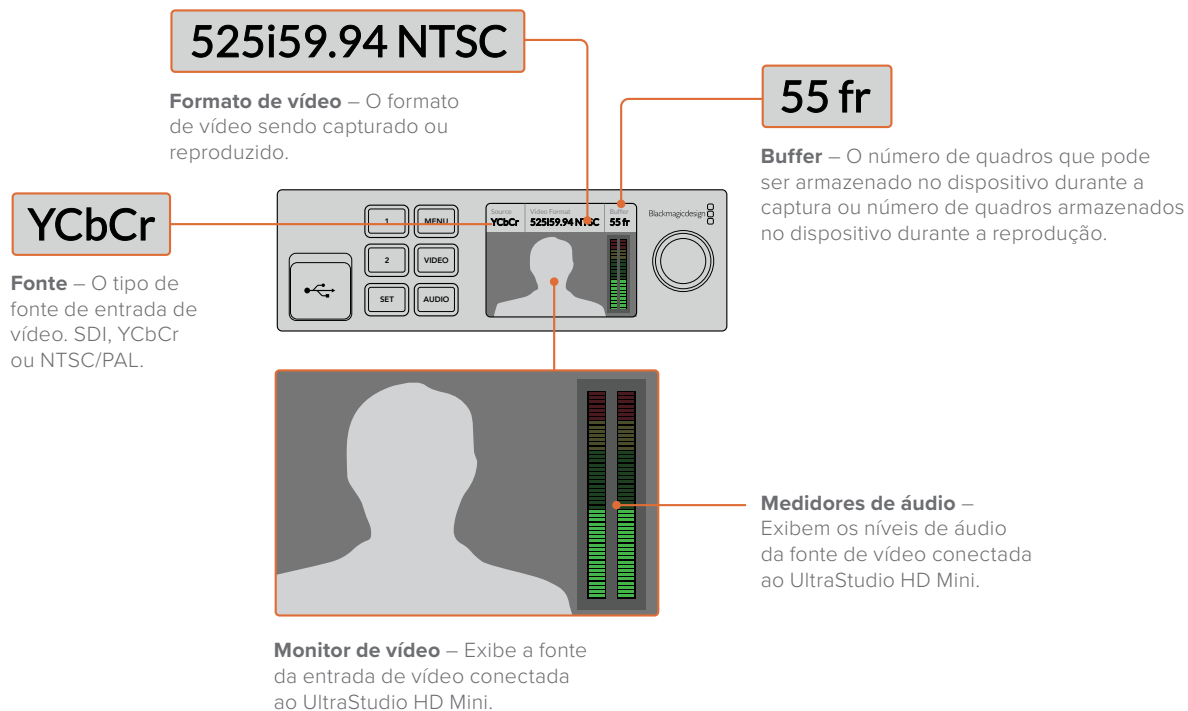 525i59.94 NTSC
Formato de vídeo – O formato
de vídeo sendo capturado ou
reproduzido.
55 fr
Buffer – O número de quadros que pode
ser armazenado no dispositivo durante a
captura ou número de quadros armazenados
no dispositivo durante a reprodução.
YCbCr
Fonte – O tipo de
fonte de entrada de
vídeo. SDI, YCbCr
ou NTSC/PAL.
1
MENU
2
VIDEO
SET
AUDIO
Source
Video Format
Buffer
YCbCr
525i59.94 NTSC
55 fr
Blackmagicdesign
Medidores de áudio –
Exibem os níveis de áudio
da fonte de vídeo conectada
ao UltraStudio HD Mini.
Monitor de vídeo – Exibe a fonte
da entrada de vídeo conectada
ao UltraStudio HD Mini.